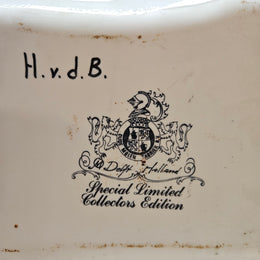 H.v.d.B.
Delft, Holland
Special Limited
Collectors Edition